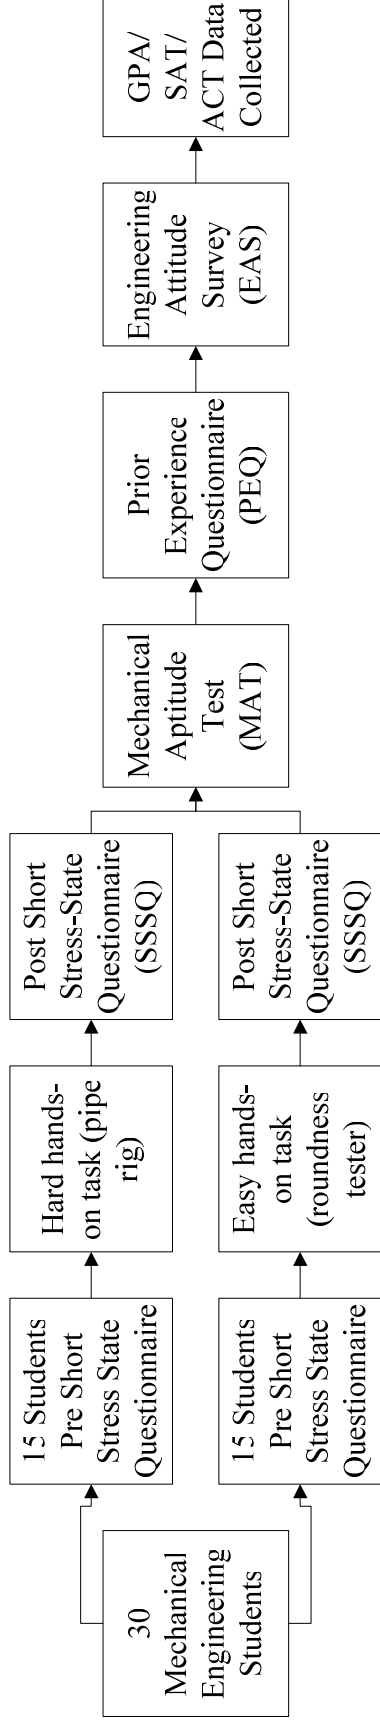 30
Mechanical
Engineering
Students
15 Students
Pre Short
Stress State
Questionnaire
Hard hands-
on task (pipe
rig)
Post Short
Stress-State
Questionnaire
(SSSQ)
15 Students
Pre Short
Stress State
Questionnaire
Easy hands-
on task
(roundness
tester)
Post Short
Stress-State
Questionnaire
(SSSQ)
Mechanical
Aptitude
Test
(MAT)
Prior
Experience
Questionnaire
(PEQ)
Engineering
Attitude
Survey
(EAS)
GPA/
SAT/
ACT Data
Collected